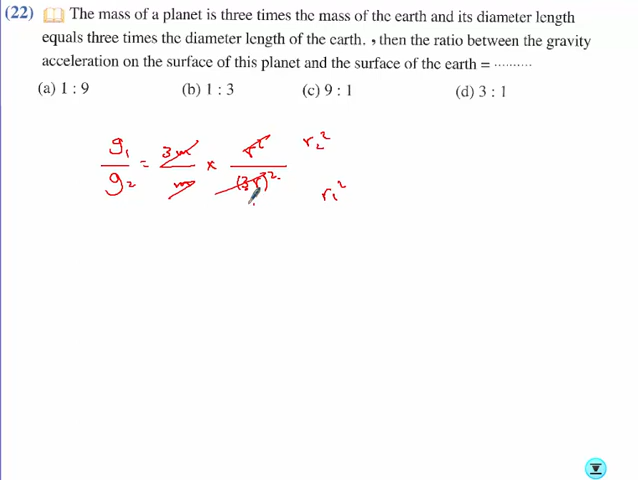 (22) The mass of a planet is three times the mass of the earth and its diameter length
equals three times the diameter length of the earth. , then the ratio between the gravity
acceleration on the surface of this planet and the surface of the earth = ··········
(a) 1 : 9 (b) 1 : 3 (c) 9 : 1 (d) 3 : 1
g₁ / g₂ = 3m / m × r² / (3r)² r₂²
r₁²